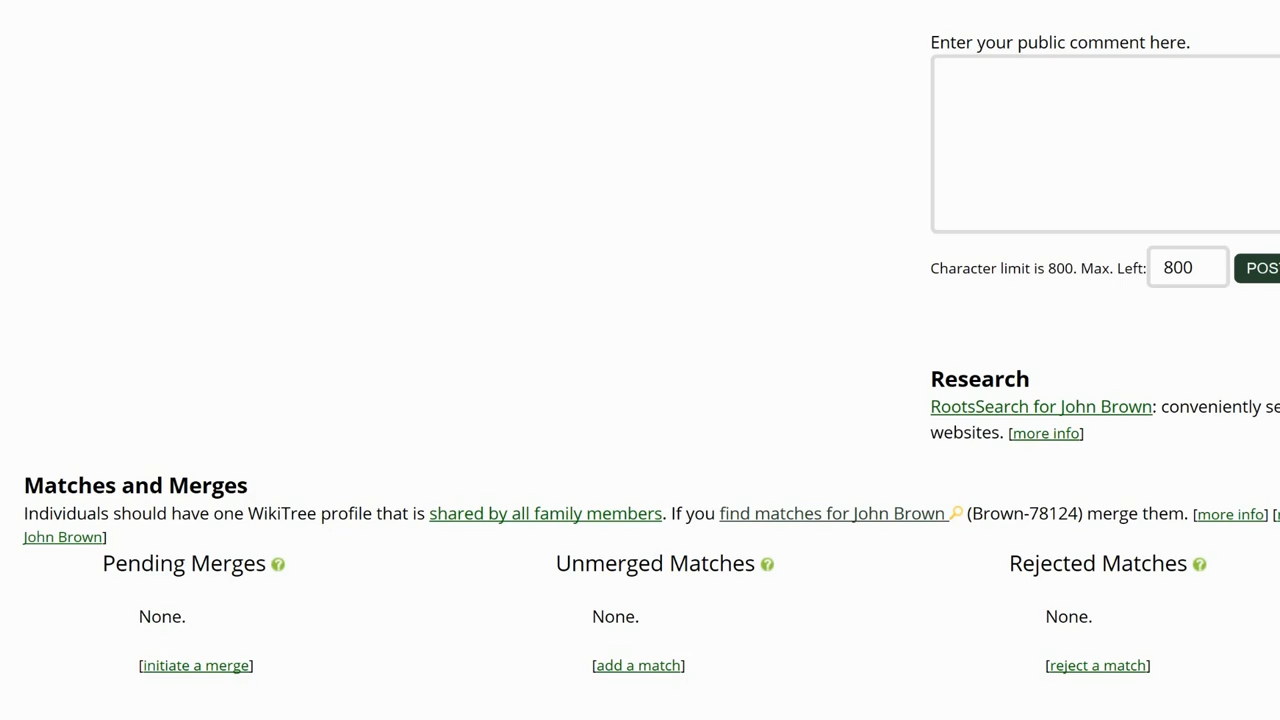 Enter your public comment here.
Character limit is 800. Max. Left: 800 POS
Research
RootsSearch for John Brown: conveniently se
websites. [more info]
Matches and Merges
Individuals should have one WikiTree profile that is shared by all family members. If you find matches for John Brown (Brown-78124) merge them. [more info] [
John Brown]
Pending Merges ? Unmerged Matches ? Rejected Matches ?
None. None. None.
[initiate a merge] [add a match] [reject a match]